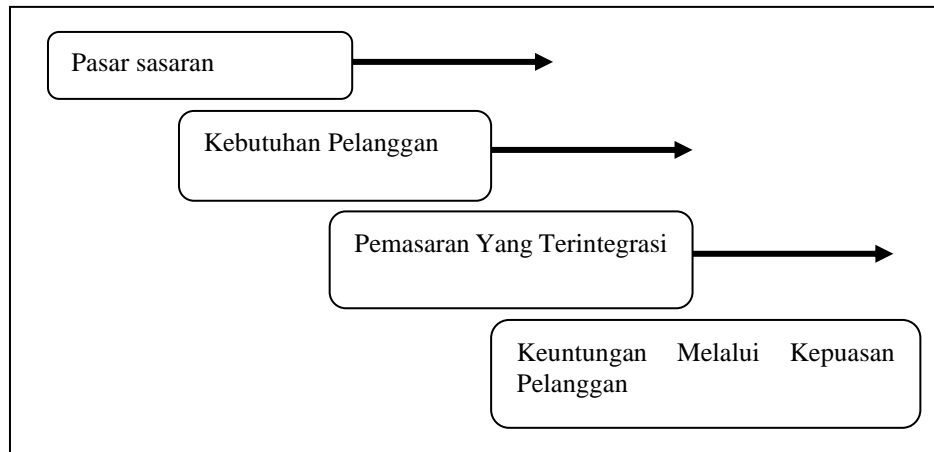 Pasar sasaran
Kebutuhan Pelanggan
Pemasaran Yang Terintegrasi
Keuntungan Melalui Kepuasan
Pelanggan